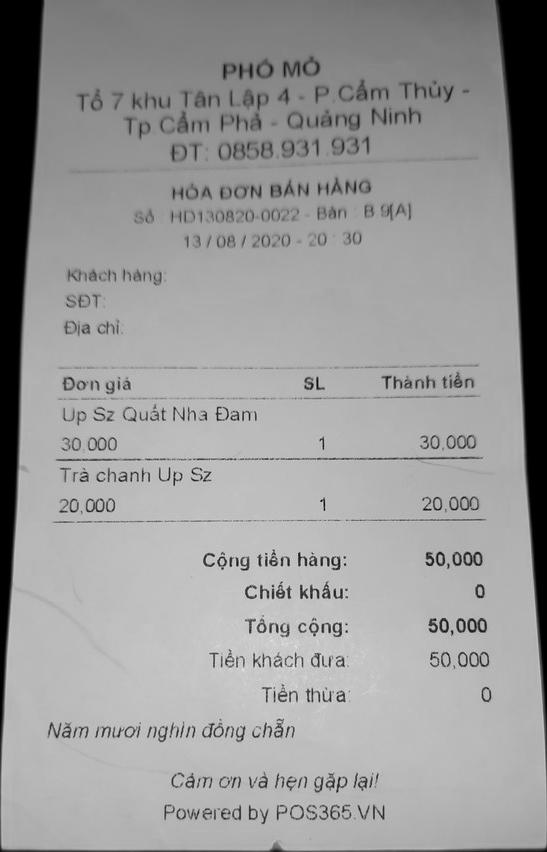 PHỐ MỎ
Tổ 7 khu Tân Lập 4 - P.Cẩm Thủy -
Tp.Cẩm Phả - Quảng Ninh
ĐT: 0858.931.931
HÓA ĐƠN BÁN HÀNG
Số : HD130820-0022 - Bàn : B 9[A]
13 / 08 / 2020 - 20 : 30
Khách hàng:
SĐT:
Địa chỉ:
Đơn giá SL Thành tiền
Up Sz Quất Nha Đam
30,000 1 30,000
Trà chanh Up Sz
20,000 1 20,000
Cộng tiền hàng: 50,000
Chiết khấu: 0
Tổng cộng: 50,000
Tiền khách đưa: 50,000
Tiền thừa: 0
Năm mươi nghìn đồng chẵn
Cảm ơn và hẹn gặp lại!
Powered by POS365.VN